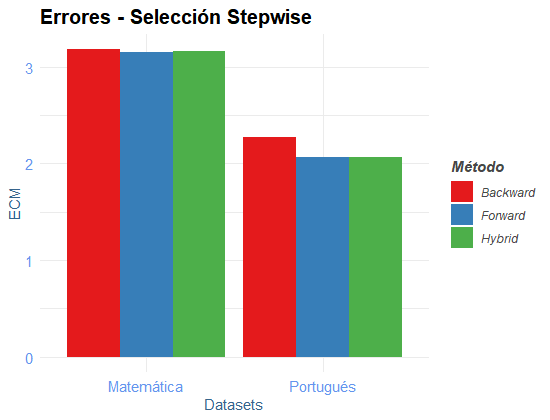 Errores - Selección Stepwise
ECM
3
2
1
0
Matemática
Portugués
Datasets
Método
Backward
Forward
Hybrid